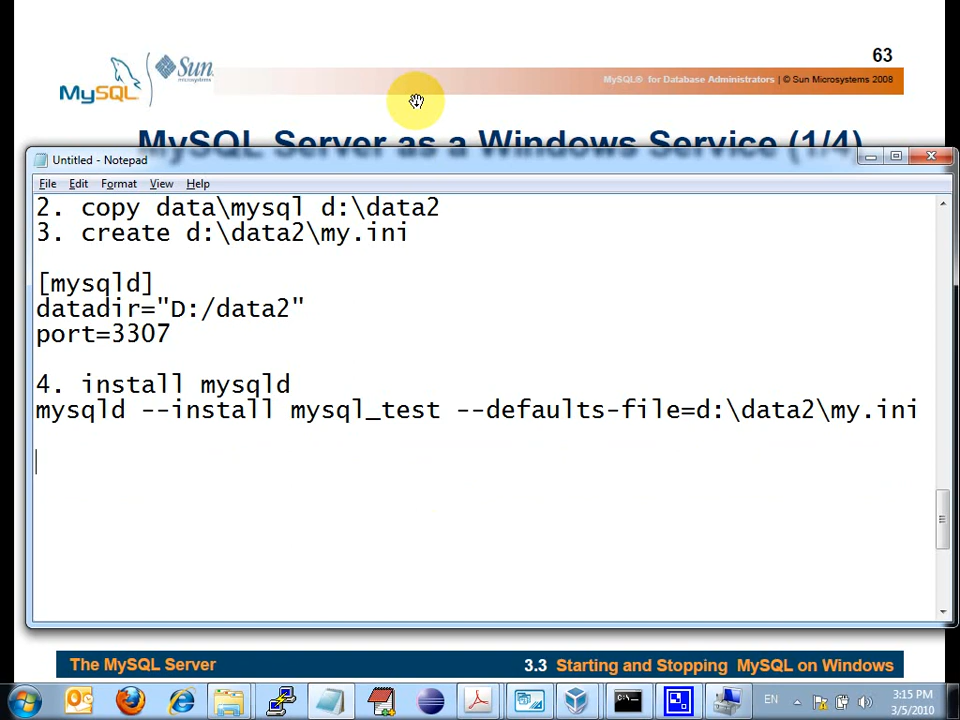 63
MySQL
Sun
microsystems
MySQL® for Database Administrators | © Sun Microsystems 2008
MySQL Server as a Windows Service (1/4)
Untitled - Notepad
File Edit Format View Help
2. copy data\mysql d:\data2
3. create d:\data2\my.ini
[mysqld]
datadir="D:/data2"
port=3307
4. install mysqld
mysqld --install mysql_test --defaults-file=d:\data2\my.ini
The MySQL Server
3.3 Starting and Stopping MySQL on Windows
EN
3:15 PM
3/5/2010